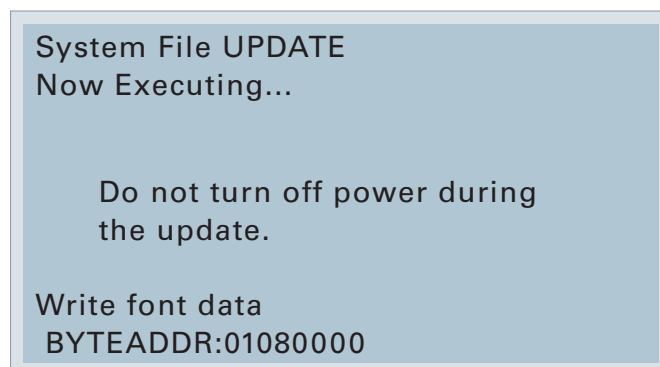 System File UPDATE
Now Executing...
Do not turn off power during
the update.
Write font data
BYTEADDR:01080000